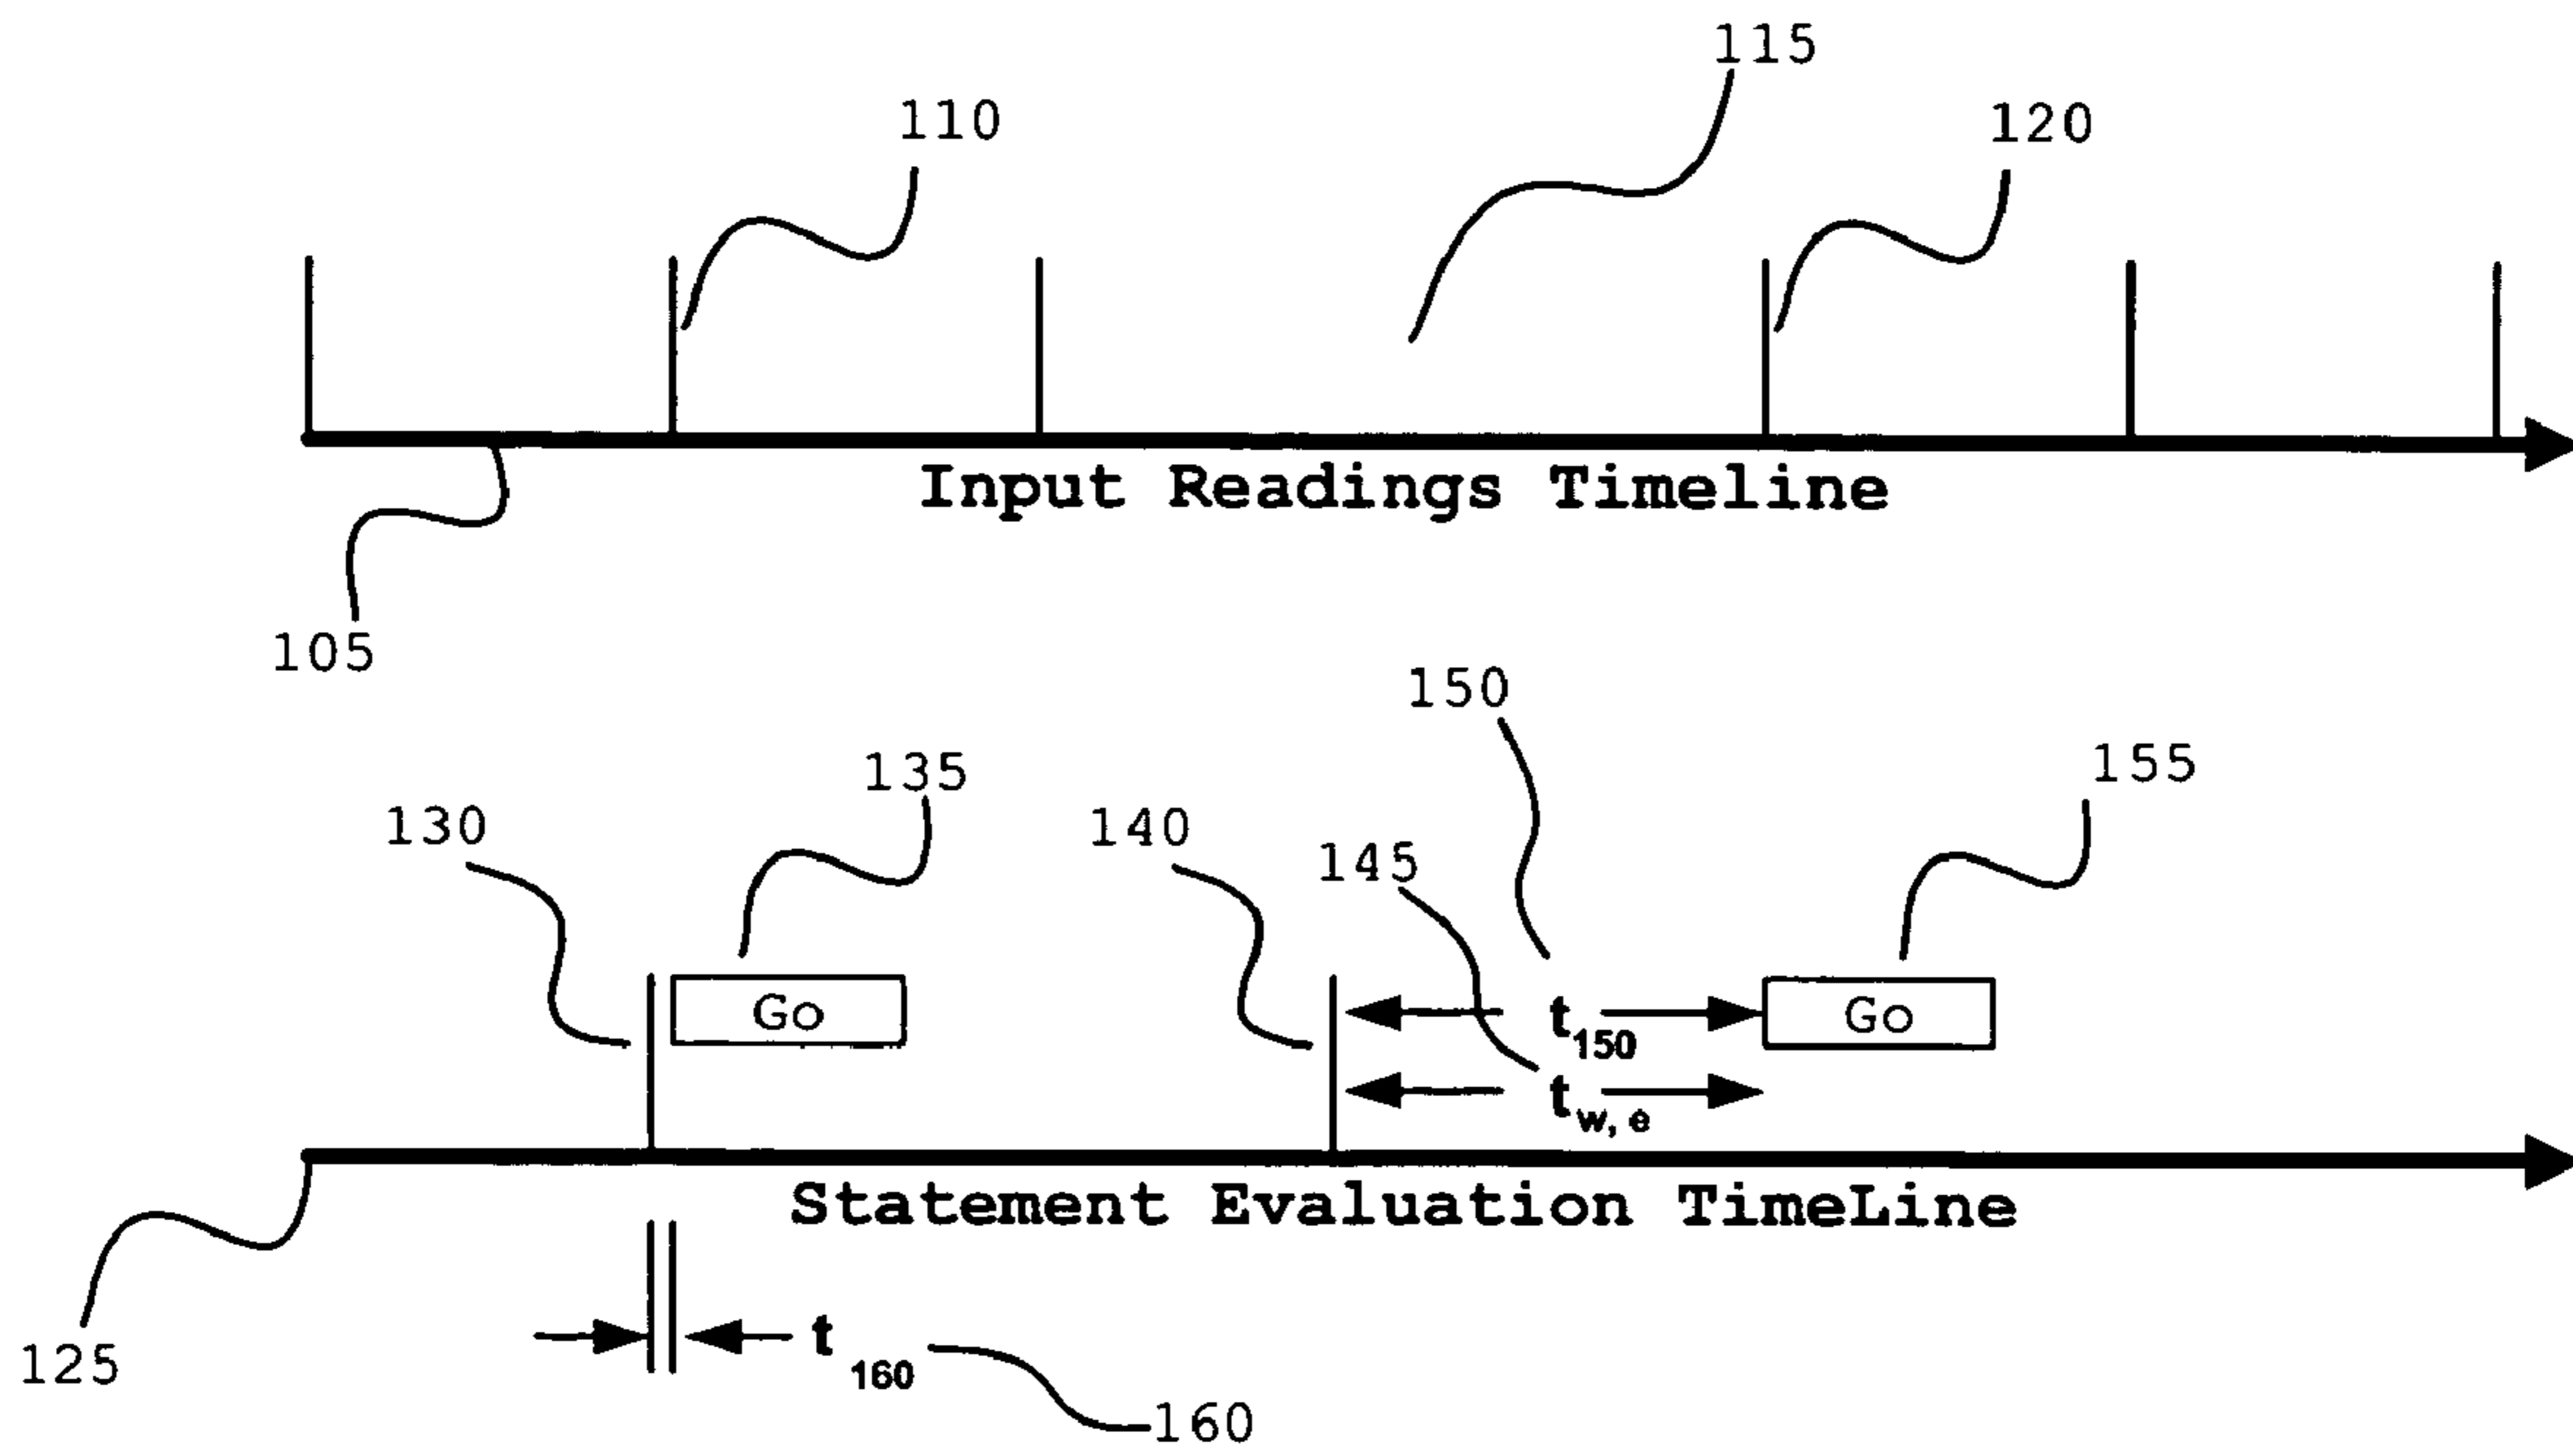 115
110
120
Input Readings Timeline
105
150
155
135
130
140
145
Go
t150
Go
tw, e
Statement Evaluation TimeLine
125
t 160
160